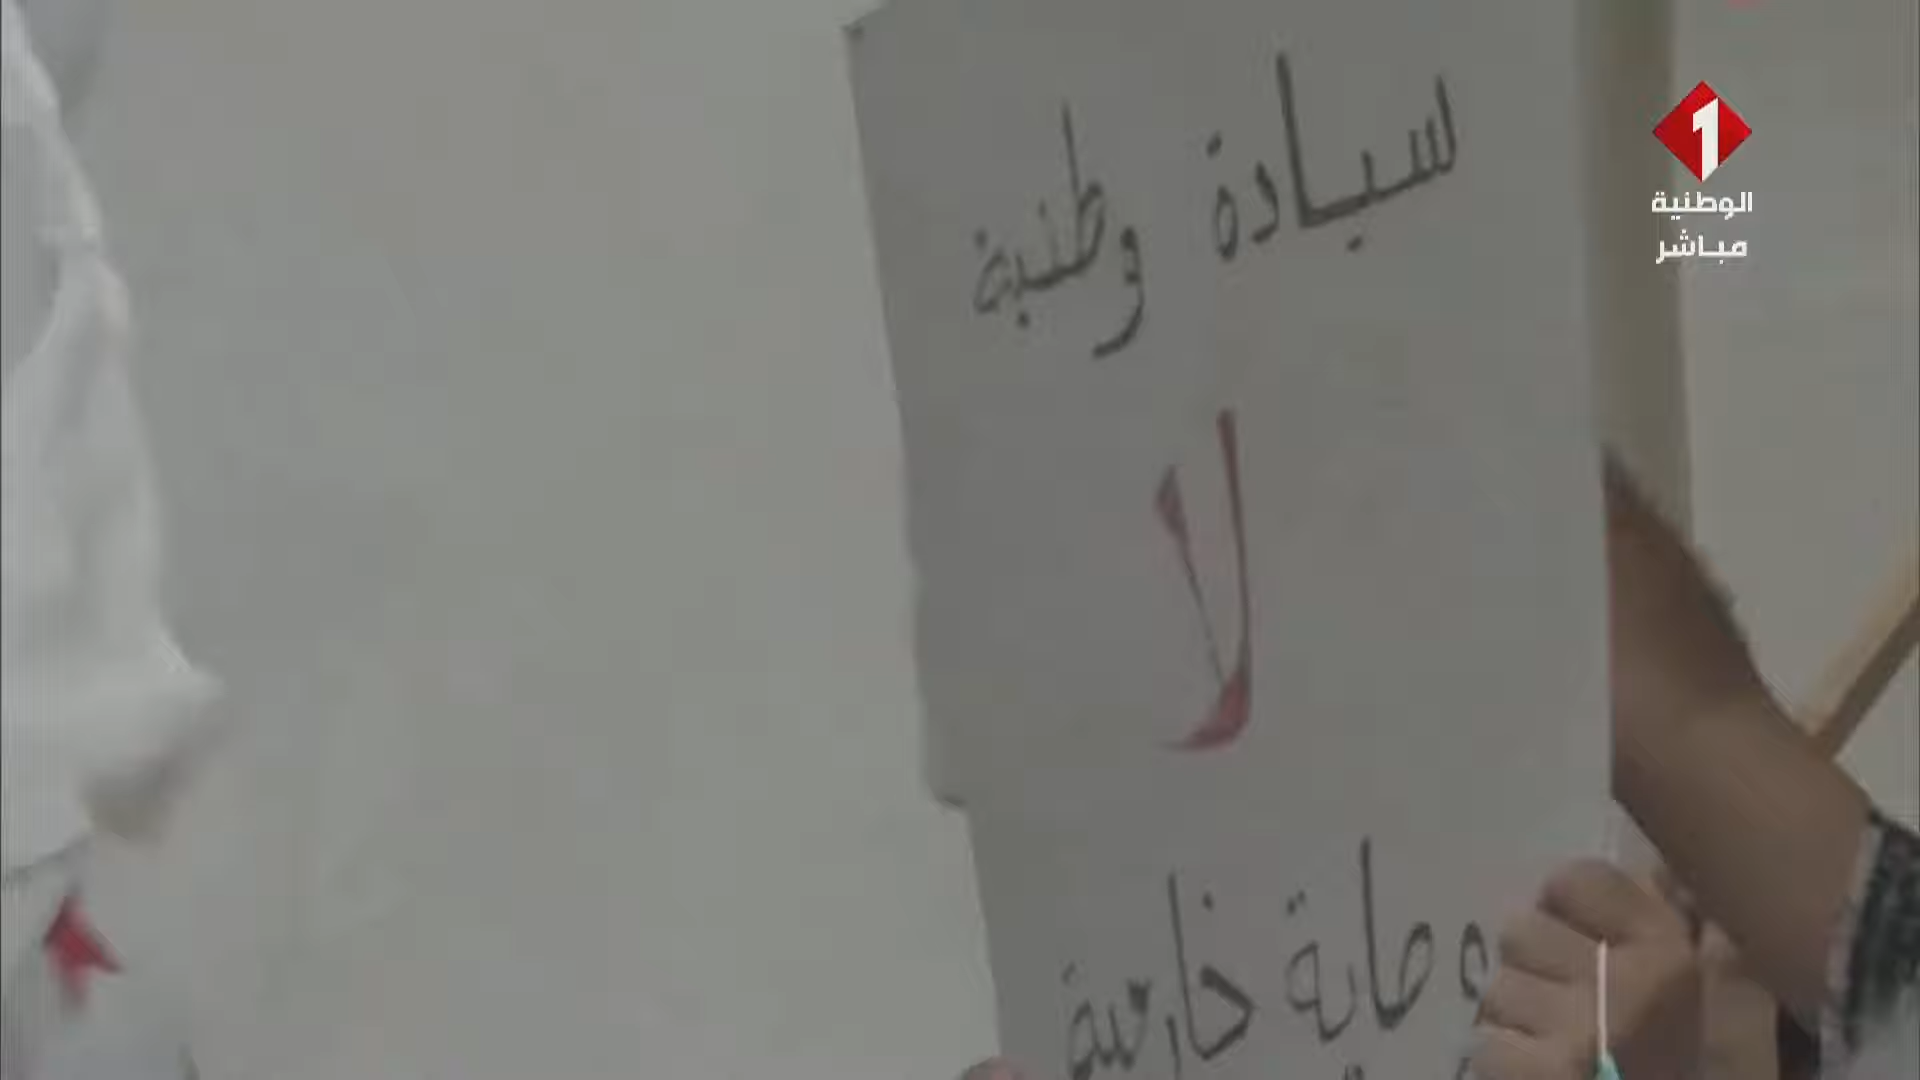 سيادة وطنية
لا
وصاية خارجية
الوطنية
مباشر